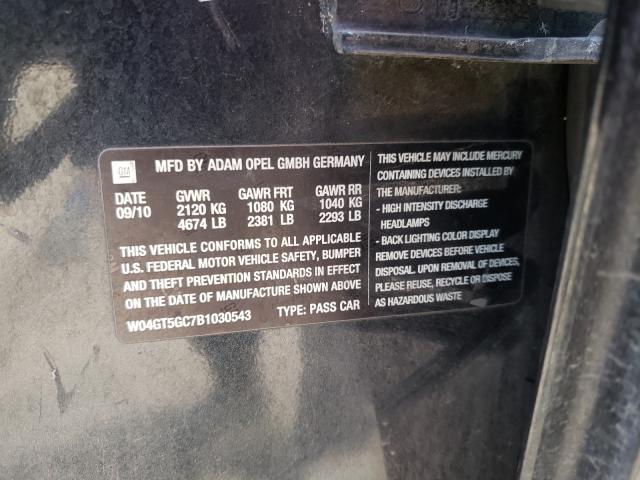 GM
MFD BY ADAM OPEL GMBH GERMANY
DATE GVWR GAWR FRT GAWR RR
09/10 2120 KG 1080 KG 1040 KG
4674 LB 2381 LB 2293 LB
THIS VEHICLE CONFORMS TO ALL APPLICABLE
U.S. FEDERAL MOTOR VEHICLE SAFETY, BUMPER
AND THEFT PREVENTION STANDARDS IN EFFECT
ON THE DATE OF MANUFACTURE SHOWN ABOVE
W04GT5GC7B1030543 TYPE: PASS CAR
THIS VEHICLE MAY INCLUDE MERCURY
CONTAINING DEVICES INSTALLED BY
THE MANUFACTURER:
- HIGH INTENSITY DISCHARGE
HEADLAMPS
- BACK LIGHTING COLOR DISPLAY
REMOVE DEVICES BEFORE VEHICLE
DISPOSAL. UPON REMOVAL OF DEVICES,
PLEASE REUSE, RECYCLE OR DISPOSE
AS HAZARDOUS WASTE